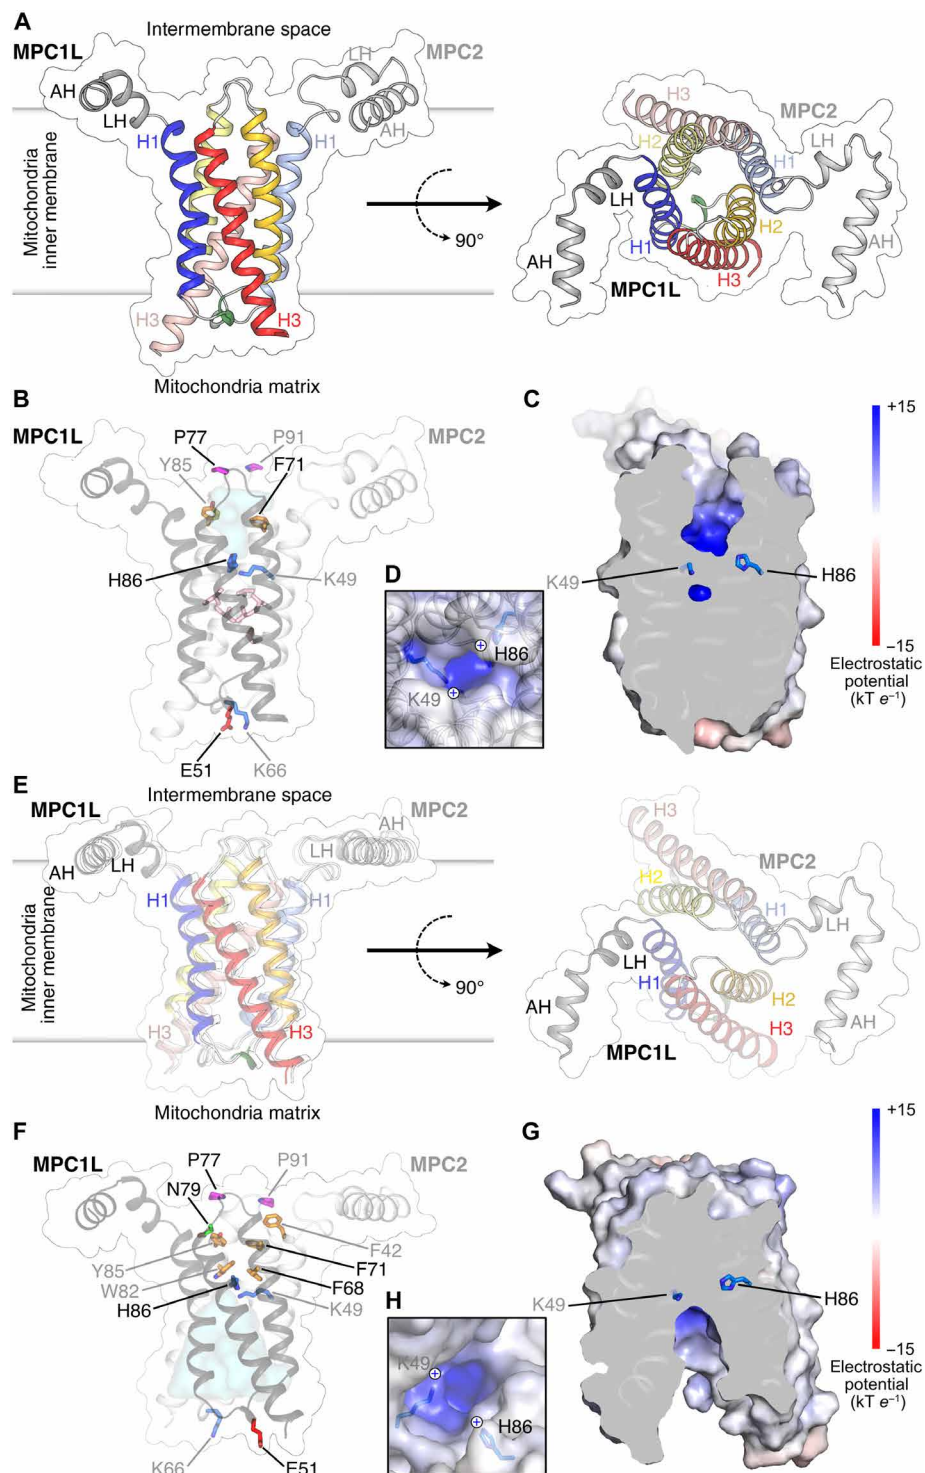 A
Intermembrane space
MPC1L
LH
MPC2
AH
LH
AH
H1
H1
Mitochondria
inner membrane
90°
H3
H3
Mitochondria matrix
H3
MPC2
H2
LH
H1
LH
H2
AH
H1
AH
H3
MPC1L
B
MPC1L
P77
P91
MPC2
Y85
F71
H86
K49
E51
K66
C
+15
K49
H86
–15
Electrostatic
potential
(kT e⁻¹)
D
H86
K49
E
Intermembrane space
MPC1L
MPC2
AH
LH
LH
AH
H1
H1
Mitochondria
inner membrane
90°
H3
H3
Mitochondria matrix
H3
MPC2
H2
H1
LH
LH
H1
H2
AH
AH
H3
MPC1L
F
MPC1L
P77
P91
MPC2
N79
F42
Y85
F71
W82
F68
H86
K49
K66
E51
G
+15
K49
H86
–15
Electrostatic
potential
(kT e⁻¹)
H
K49
H86